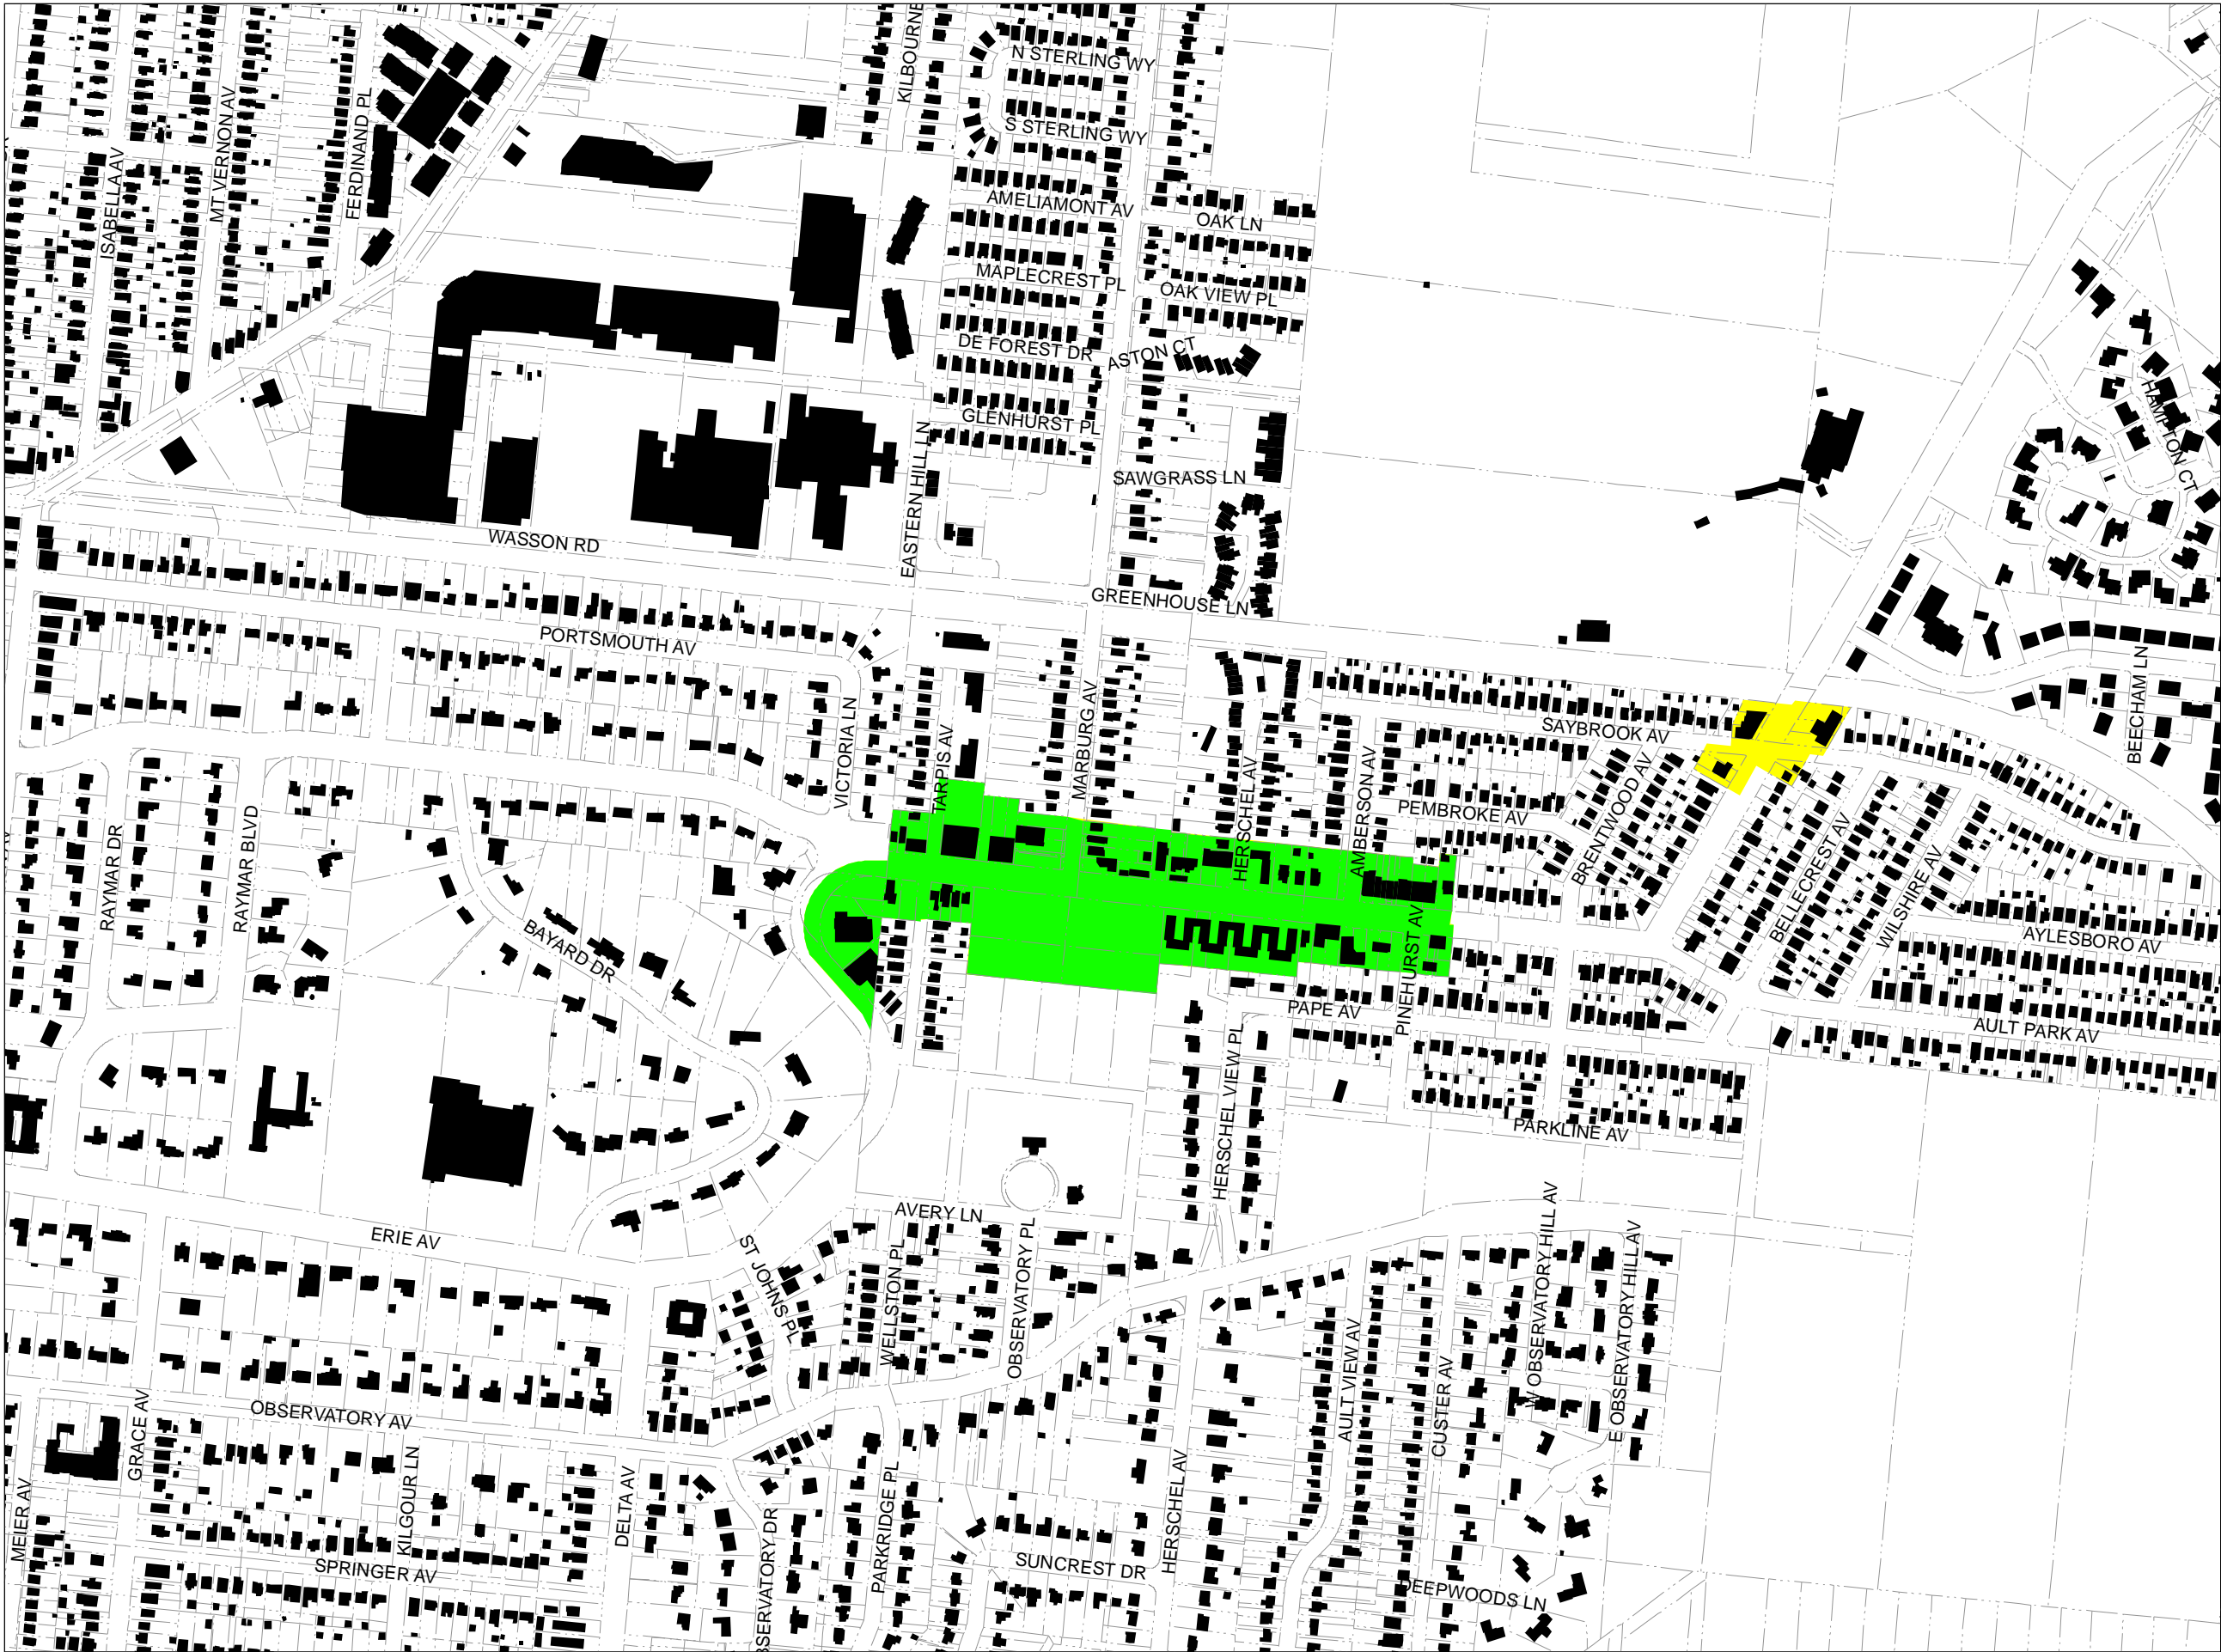 KILBOURNE
N STERLING WY
S STERLING WY
FERDINAND PL
MT VERNON AV
ISABELLA AV
AMELIAMONT AV
OAK LN
MAPLECREST PL
OAK VIEW PL
DE FOREST DR
ASTON CT
GLENHURST PL
HAMPTON CT
SAWGRASS LN
EASTERN HILL LN
WASSON RD
GREENHOUSE LN
PORTSMOUTH AV
BEECHAM LN
VICTORIA LN
TARPIS AV
MARBURG AV
SAYBROOK AV
HERSCHEL AV
AMBERSON AV
PEMBROKE AV
BRENTWOOD AV
RAYMAR DR
RAYMAR BLVD
BELLECREST AV
WILSHIRE AV
AYLESBORO AV
BAYARD DR
PINEHURST AV
PAPE AV
AULT PARK AV
HERSCHEL VIEW PL
PARKLINE AV
AVERY LN
ERIE AV
ST JOHNS PL
WELLSTON PL
OBSERVATORY PL
W OBSERVATORY HILL AV
E OBSERVATORY HILL AV
AULT VIEW AV
CUSTER AV
OBSERVATORY AV
GRACE AV
KILGOUR LN
MEIER AV
DELTA AV
PARKRIDGE PL
HERSCHEL AV
SPRINGER AV
BSERVATORY DR
SUNCREST DR
DEEPWOODS LN